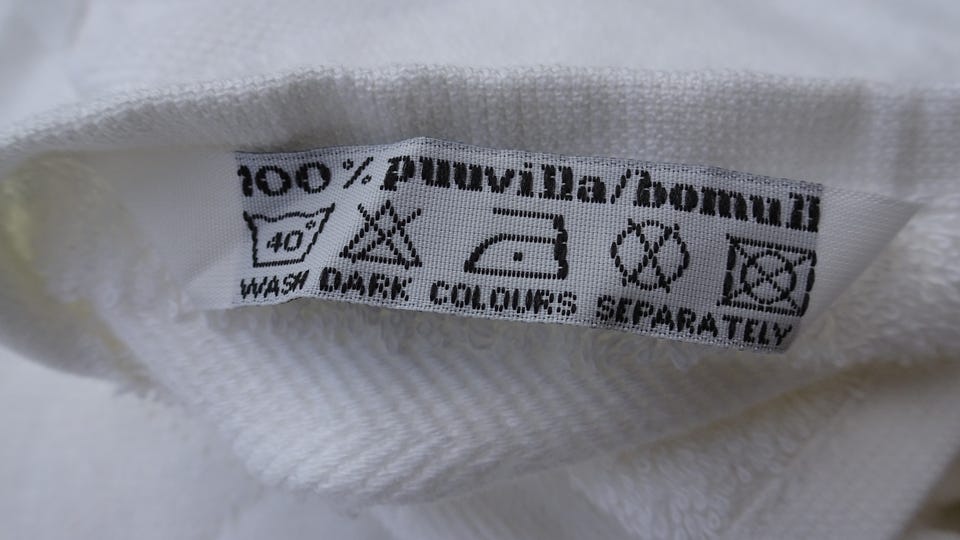 100% puuvilla/bomull
40°
WASH DARK COLOURS SEPARATELY